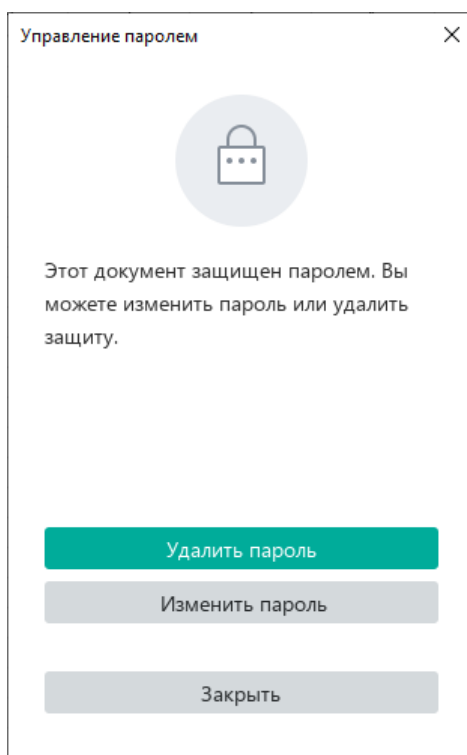 Управление паролем
Этот документ защищен паролем. Вы
можете изменить пароль или удалить
защиту.
Удалить пароль
Изменить пароль
Закрыть